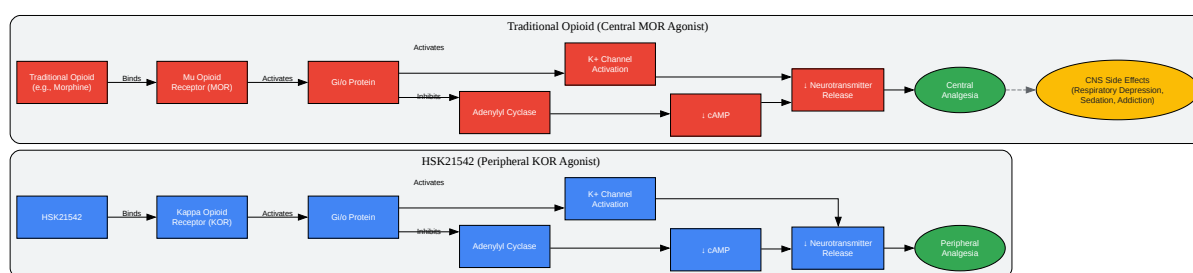 Traditional Opioid (Central MOR Agonist)
Traditional Opioid
(e.g., Morphine)
Binds
Mu Opioid
Receptor (MOR)
Activates
Gi/o Protein
Activates
K+ Channel
Activation
Inhibits
Adenylyl Cyclase
↓ cAMP
↓ Neurotransmitter
Release
Central
Analgesia
CNS Side Effects
(Respiratory Depression,
Sedation, Addiction)
HSK21542 (Peripheral KOR Agonist)
HSK21542
Binds
Kappa Opioid
Receptor (KOR)
Activates
Gi/o Protein
Activates
K+ Channel
Activation
Inhibits
Adenylyl Cyclase
↓ cAMP
↓ Neurotransmitter
Release
Peripheral
Analgesia